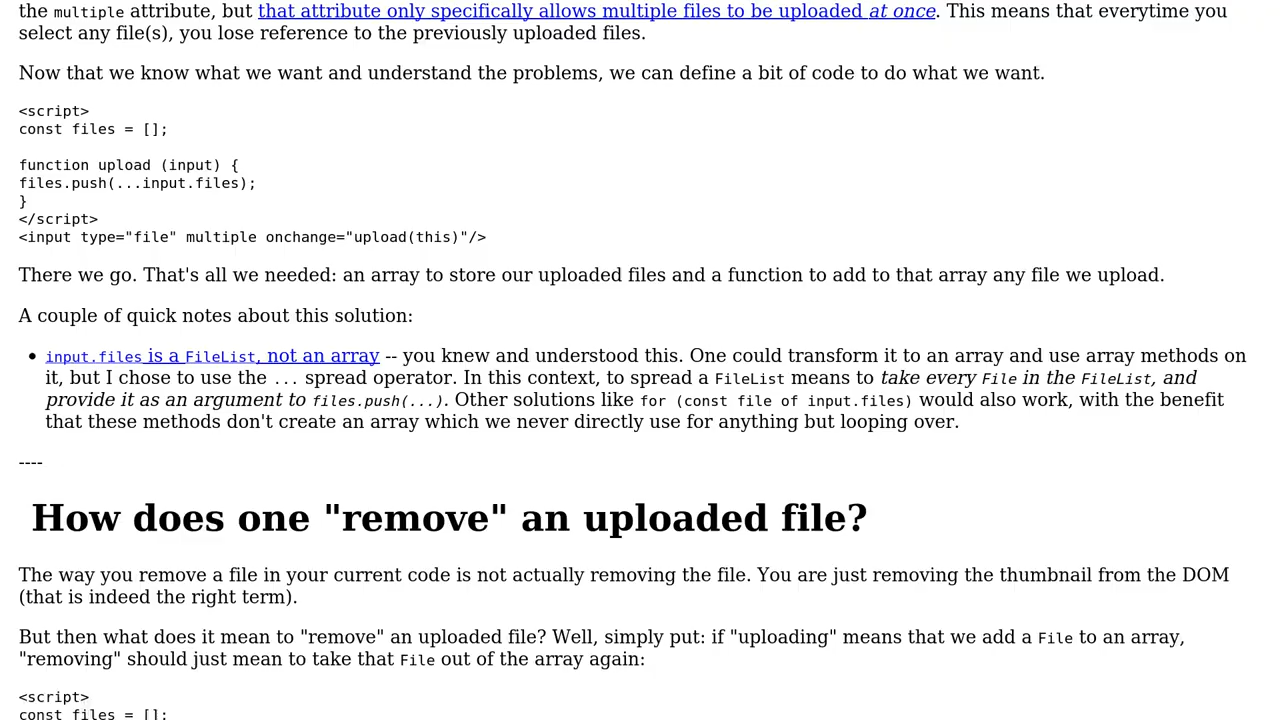 the multiple attribute, but that attribute only specifically allows multiple files to be uploaded at once. This means that everytime you
select any file(s), you lose reference to the previously uploaded files.
Now that we know what we want and understand the problems, we can define a bit of code to do what we want.
<script>
const files = [];
function upload (input) {
files.push(...input.files);
}
</script>
<input type="file" multiple onchange="upload(this)"/>
There we go. That's all we needed: an array to store our uploaded files and a function to add to that array any file we upload.
A couple of quick notes about this solution:
• input.files is a FileList, not an array -- you knew and understood this. One could transform it to an array and use array methods on
it, but I chose to use the ... spread operator. In this context, to spread a FileList means to take every File in the FileList, and
provide it as an argument to files.push(...). Other solutions like for (const file of input.files) would also work, with the benefit
that these methods don't create an array which we never directly use for anything but looping over.
----
How does one "remove" an uploaded file?
The way you remove a file in your current code is not actually removing the file. You are just removing the thumbnail from the DOM
(that is indeed the right term).
But then what does it mean to "remove" an uploaded file? Well, simply put: if "uploading" means that we add a File to an array,
"removing" should just mean to take that File out of the array again:
<script>
const files = [];